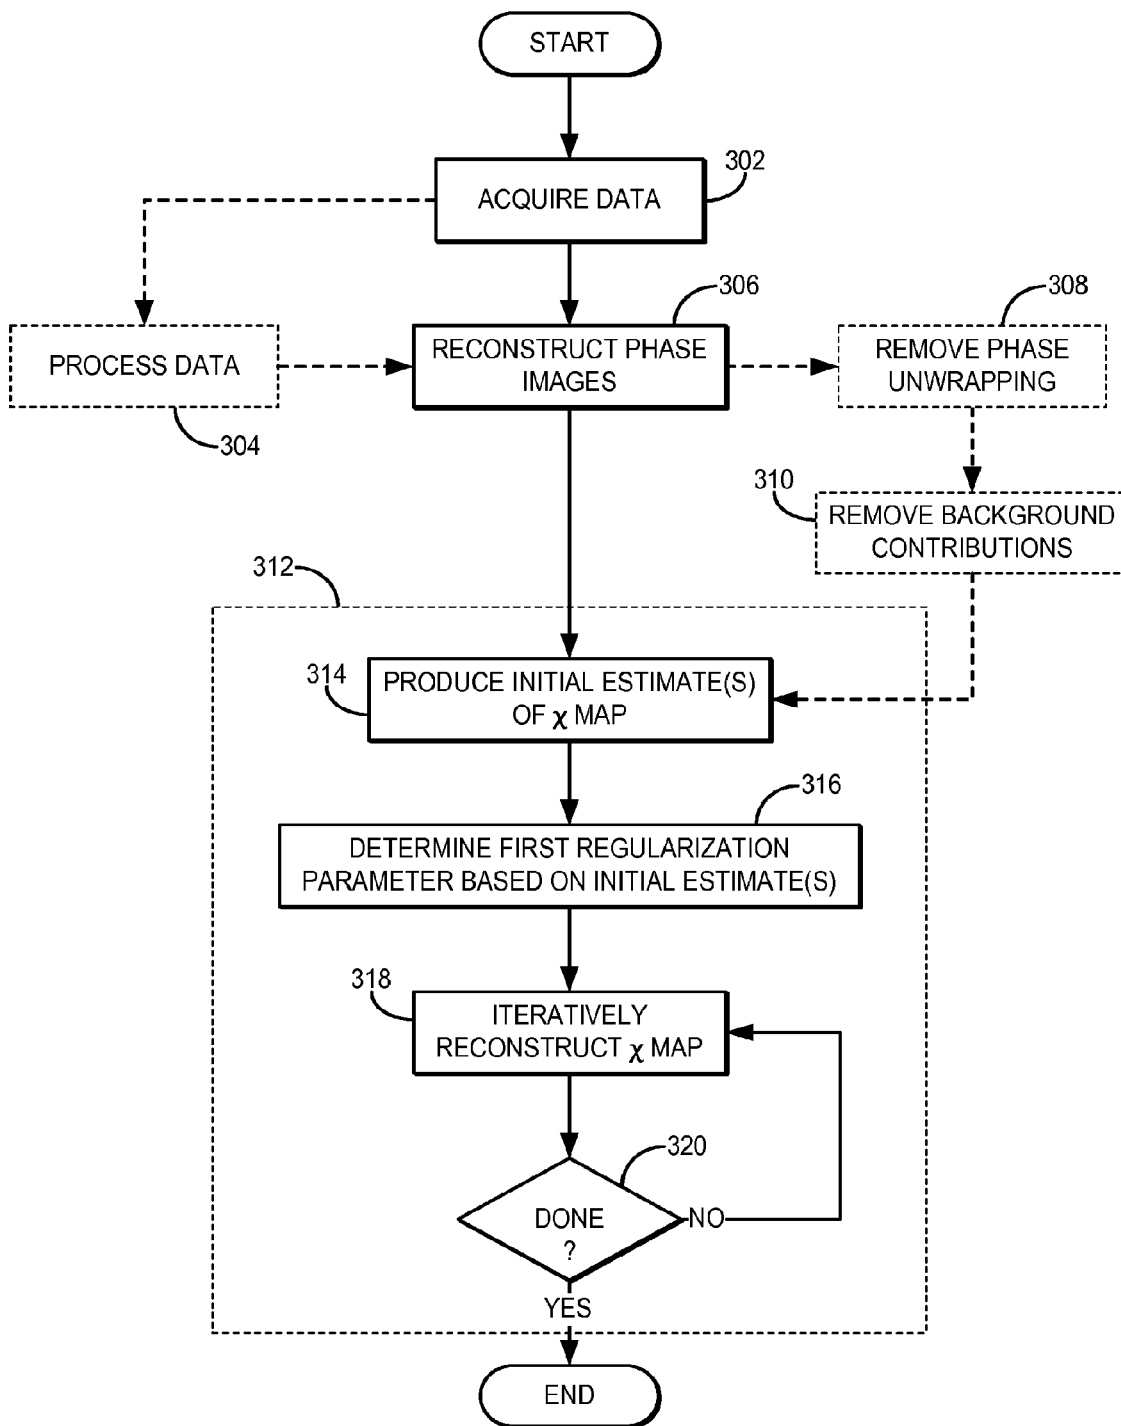 START
302
ACQUIRE DATA
306
308
PROCESS DATA
RECONSTRUCT PHASE
IMAGES
REMOVE PHASE
UNWRAPPING
304
310
REMOVE BACKGROUND
CONTRIBUTIONS
312
314
PRODUCE INITIAL ESTIMATE(S)
OF χ MAP
316
DETERMINE FIRST REGULARIZATION
PARAMETER BASED ON INITIAL ESTIMATE(S)
318
ITERATIVELY
RECONSTRUCT χ MAP
320
DONE
?
NO
YES
END